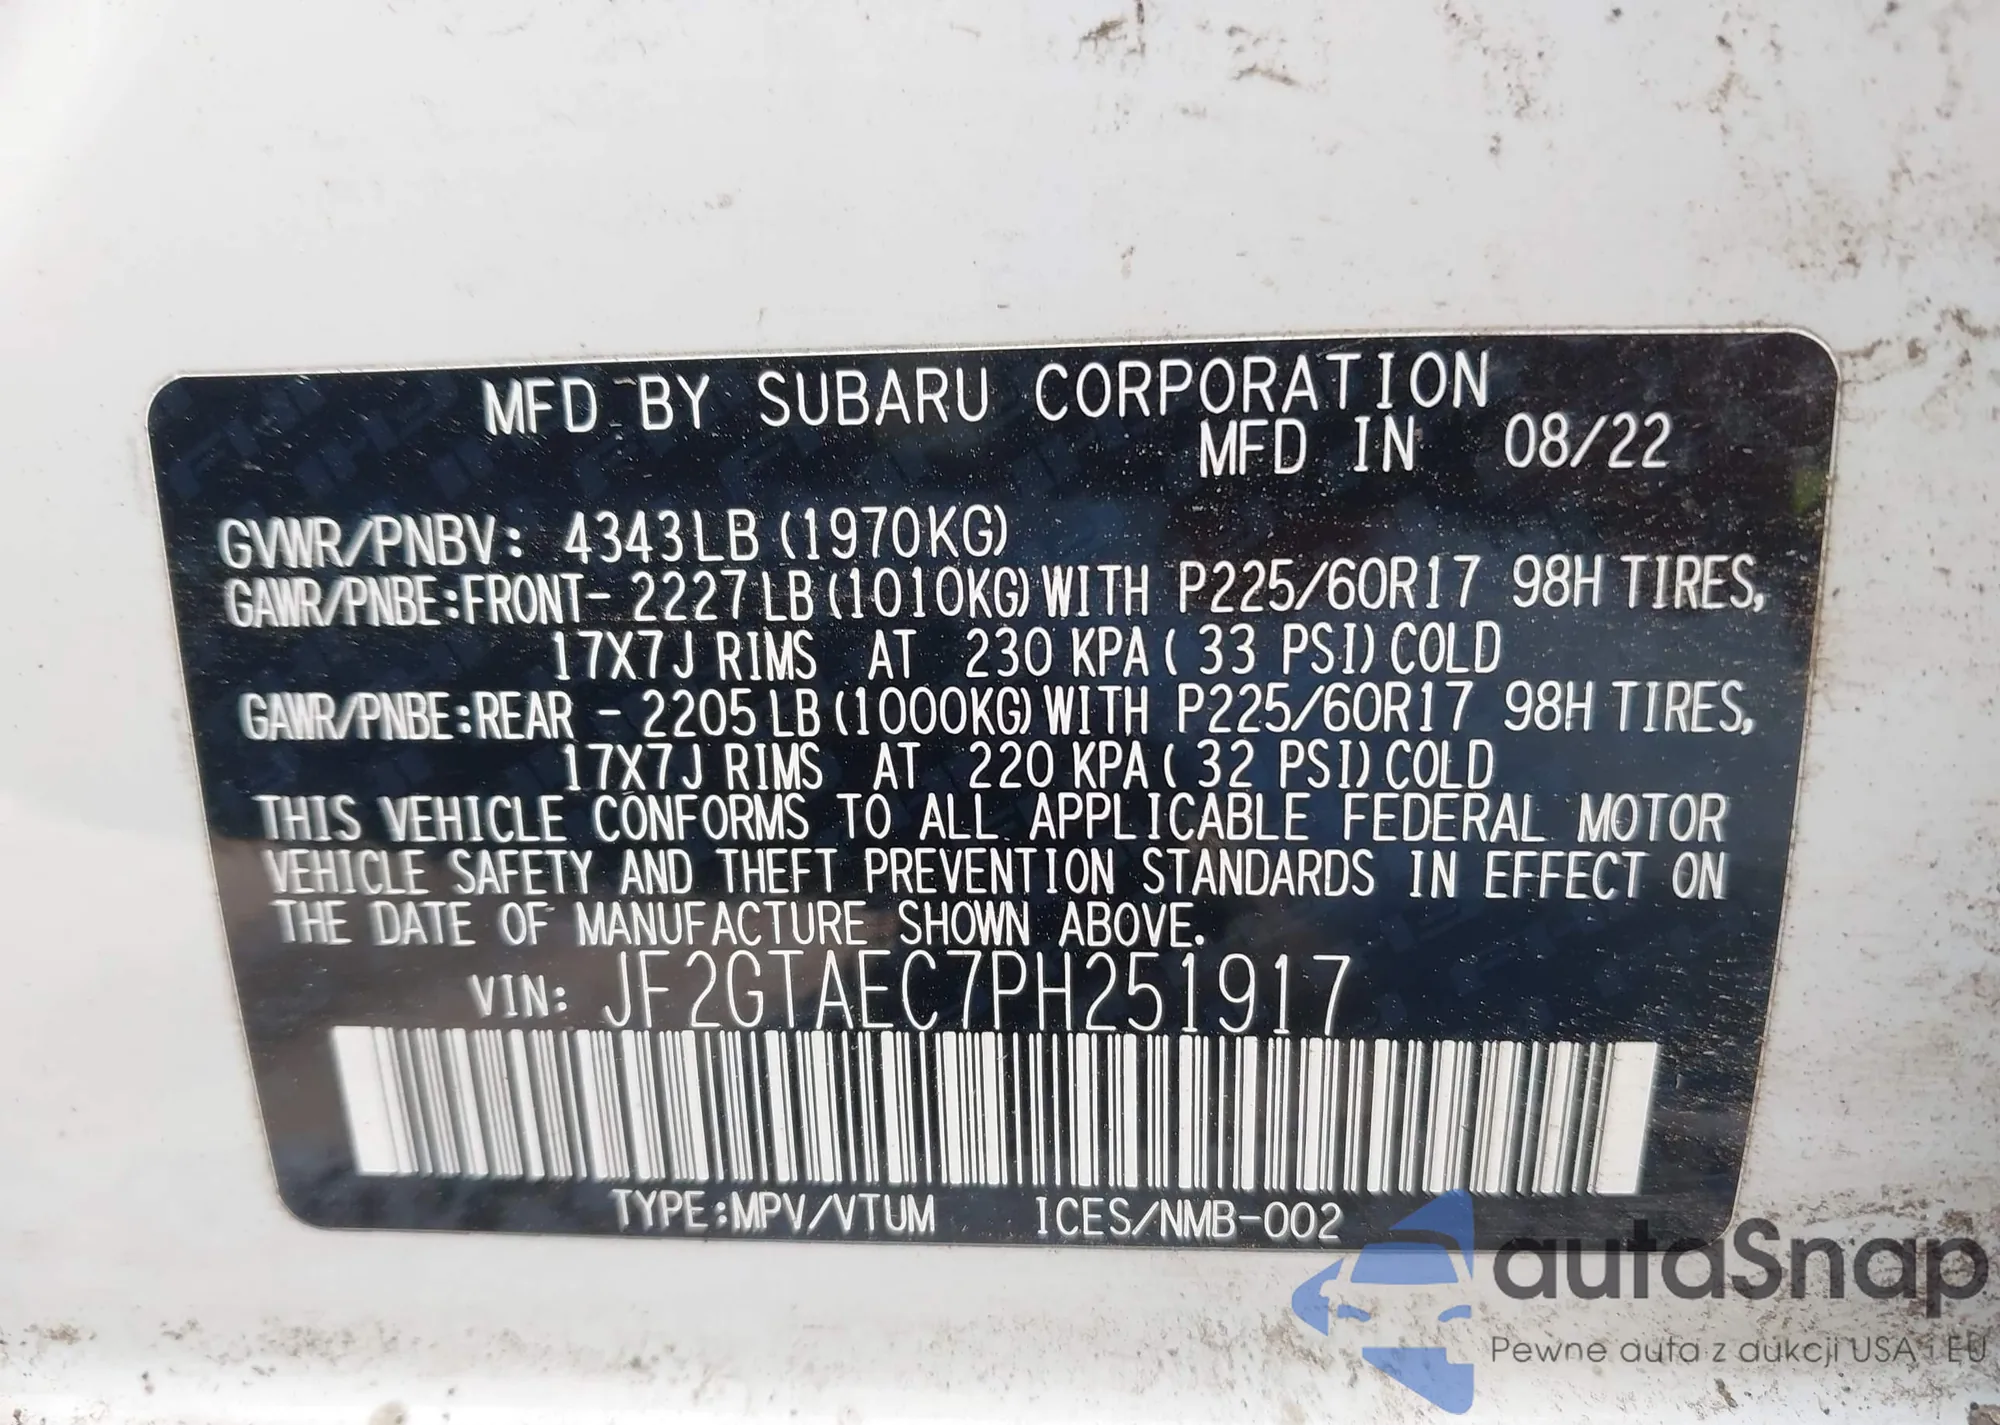 MFD BY SUBARU CORPORATION
MFD IN 08/22
GVWR/PNBV: 4343LB (1970KG)
GAWR/PNBE:FRONT- 2227LB (1010KG) WITH P225/60R17 98H TIRES,
17X7J RIMS AT 230 KPA ( 33 PSI) COLD
GAWR/PNBE:REAR - 2205LB (1000KG) WITH P225/60R17 98H TIRES,
17X7J RIMS AT 220 KPA ( 32 PSI) COLD
THIS VEHICLE CONFORMS TO ALL APPLICABLE FEDERAL MOTOR
VEHICLE SAFETY AND THEFT PREVENTION STANDARDS IN EFFECT ON
THE DATE OF MANUFACTURE SHOWN ABOVE.
VIN: JF2GTAEC7PH251917
TYPE:MPV/VTUM ICES/NMB-002
autoSnap
Pewne auta z aukcji USA i EU